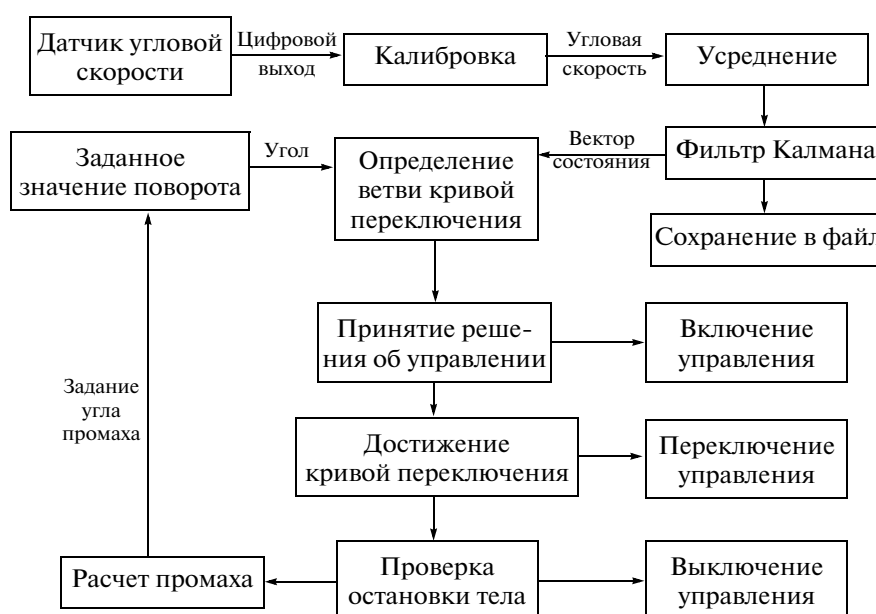 Датчик угловой
скорости
Цифровой
выход
Калибровка
Угловая
скорость
Усреднение
Заданное
значение поворота
Угол
Определение
ветви кривой
переключения
Вектор
состояния
Фильтр Калмана
Сохранение в файл
Принятие реше-
ния об управлении
Включение
управления
Задание
угла
промаха
Достижение
кривой переключения
Переключение
управления
Расчет промаха
Проверка
остановки тела
Выключение
управления